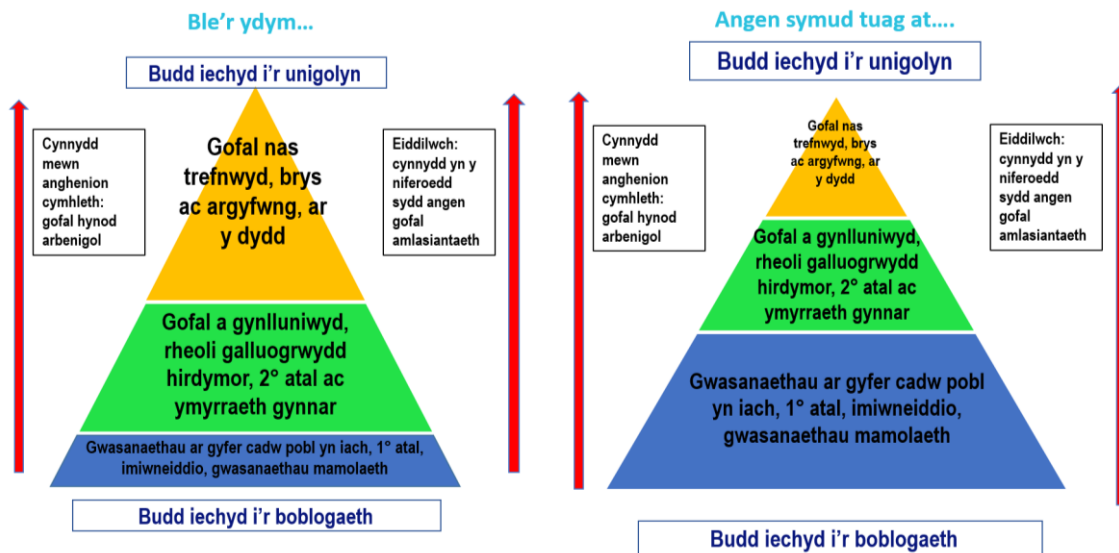 Ble'r ydym…
Budd iechyd i'r unigolyn
Cynnydd
mewn
anghenion
cymhleth:
gofal hynod
arbenigol
Gofal nas
trefnwyd, brys
ac argyfwng, ar
y dydd
Eiddilwch:
cynnydd yn y
niferoedd
sydd angen
gofal
amlasiantaeth
Gofal a gynlluniwyd,
rheoli galluogrwydd
hirdymor, 2° atal ac
ymyrraeth gynnar
Gwasanaethau ar gyfer cadw pobl yn iach, 1° atal,
imiwneiddio, gwasanaethau mamolaeth
Budd iechyd i'r boblogaeth
Angen symud tuag at….
Budd iechyd i'r unigolyn
Cynnydd
mewn
anghenion
cymhleth:
gofal hynod
arbenigol
Gofal nas
trefnwyd, brys
ac argyfwng, ar
y dydd
Eiddilwch:
cynnydd yn y
niferoedd
sydd angen
gofal
amlasiantaeth
Gofal a gynlluniwyd,
rheoli galluogrwydd
hirdymor, 2° atal ac
ymyrraeth gynnar
Gwasanaethau ar gyfer cadw pobl
yn iach, 1° atal, imiwneiddio,
gwasanaethau mamolaeth
Budd iechyd i'r boblogaeth